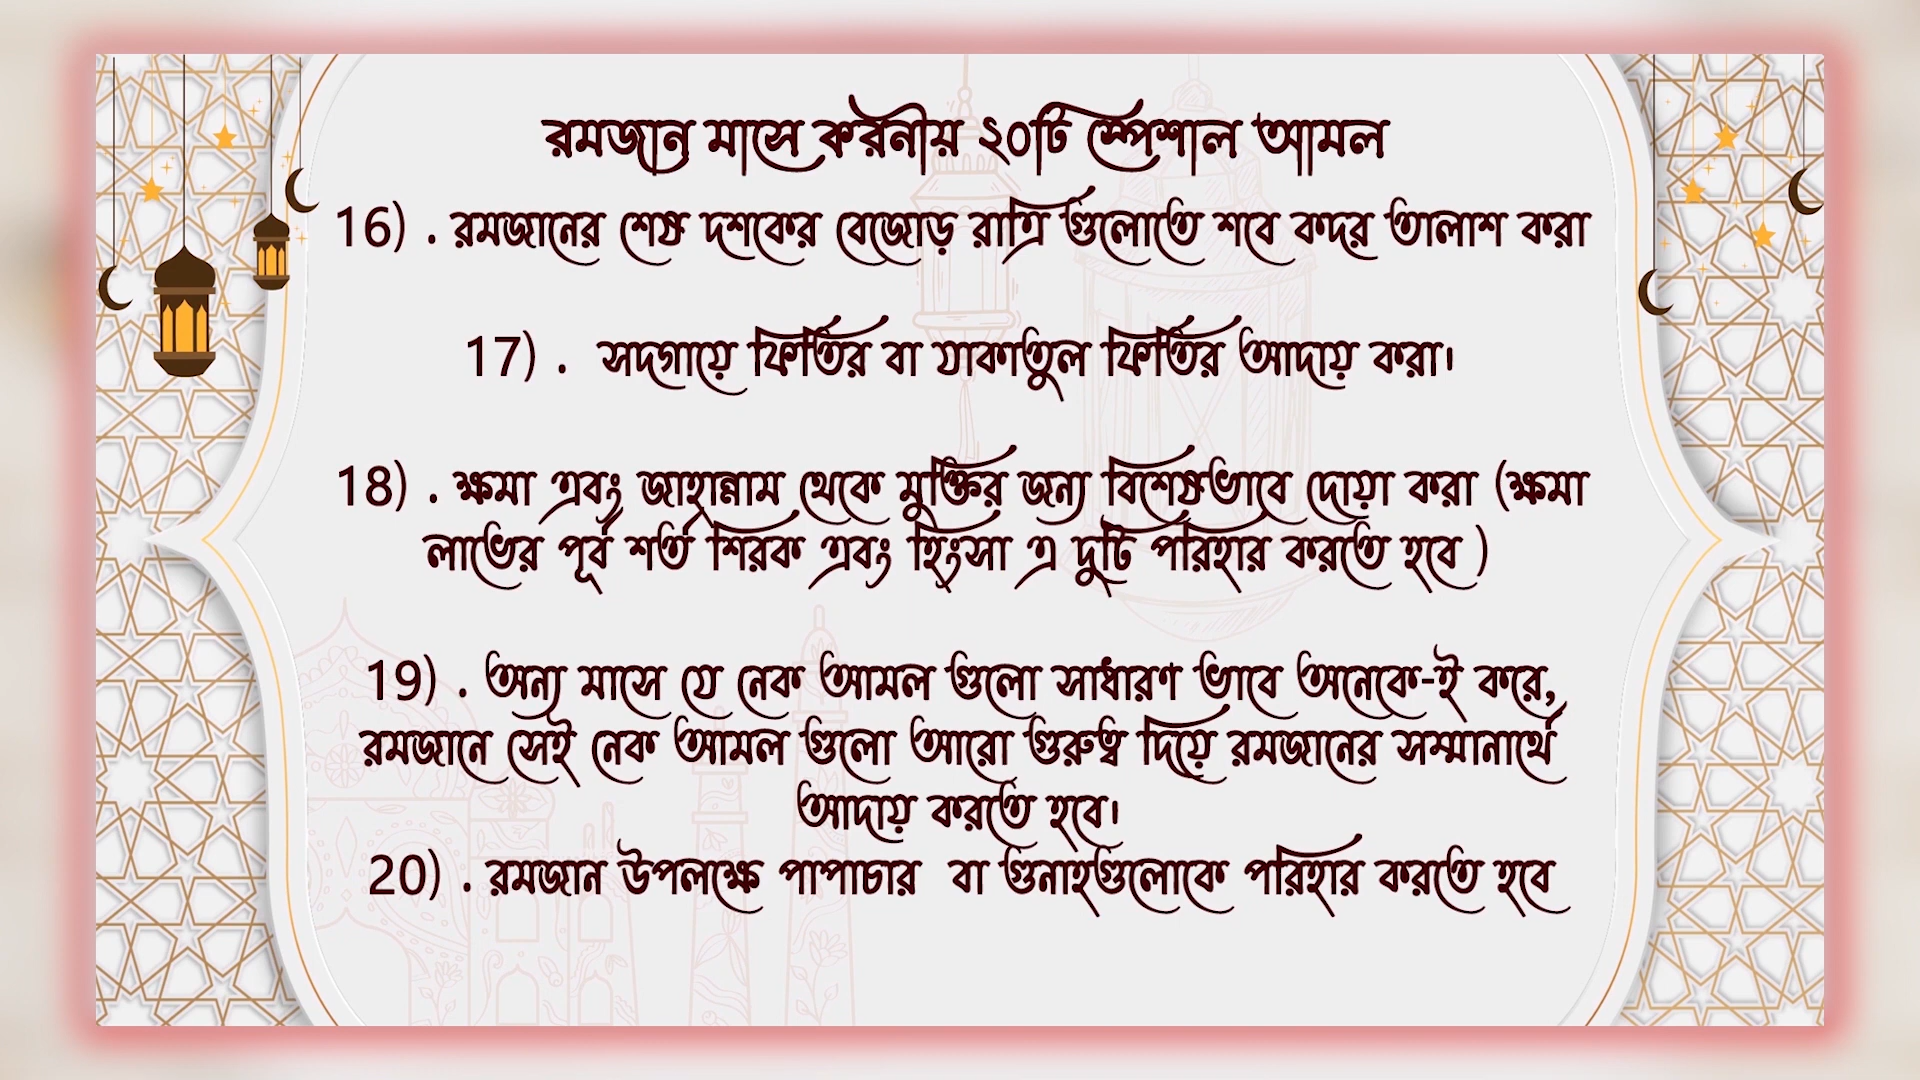 রমজান মাসে করনীয় ২০টি স্পেশাল আমল
16) . রমজানের শেষ দশকের বেজোড় রাত্রি গুলোতে শবে কদর তালাশ করা
17) . সদগায়ে ফিতির বা যাকাতুল ফিতির আদায় করা।
18) . ক্ষমা এবং জাহান্নাম থেকে মুক্তির জন্য বিশেষভাবে দোয়া করা (ক্ষমা
লাভের পূর্ব শর্ত শিরক এবং হিংসা এ দুটি পরিহার করতে হবে )
19) . অন্য মাসে যে নেক আমল গুলো সাধারণ ভাবে অনেকে-ই করে,
রমজানে সেই নেক আমল গুলো আরো গুরুত্ব দিয়ে রমজানের সম্মানার্থে
আদায় করতে হবে।
20) . রমজান উপলক্ষে পাপাচার বা গুনাহগুলোকে পরিহার করতে হবে